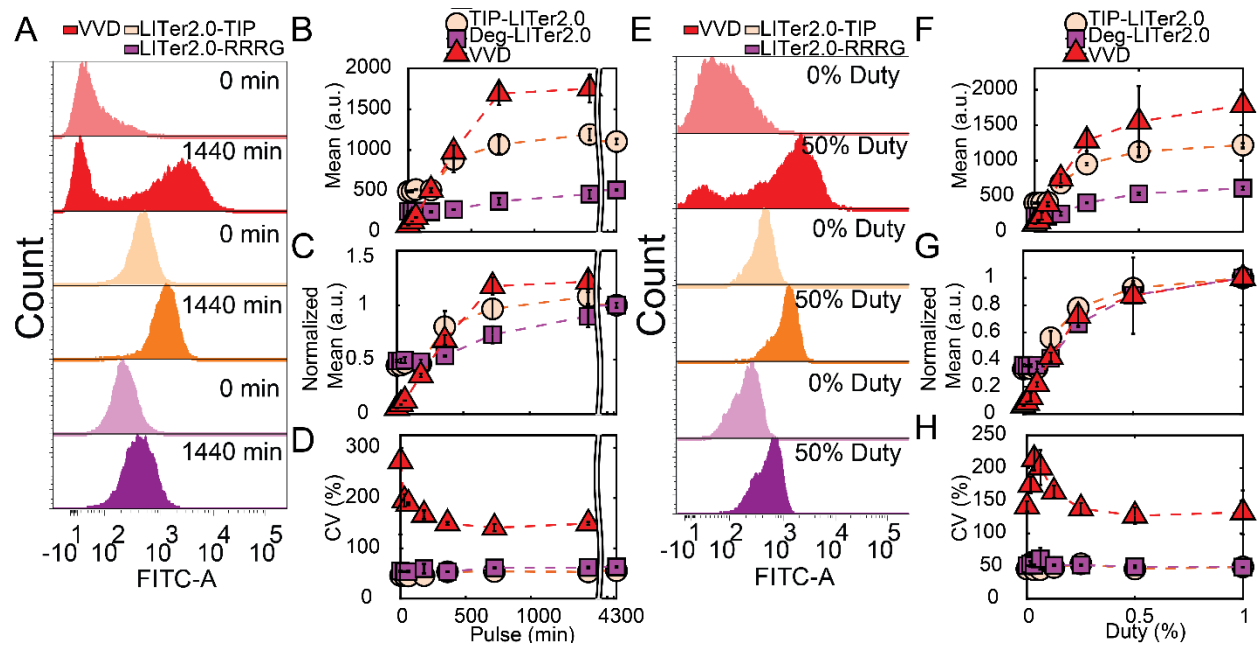 A
VVD LITer2.0-TIP
LITer2.0-RRRG
0 min
1440 min
0 min
1440 min
0 min
1440 min
Count
-10 1 10 2 10 3 10 4 10 5
FITC-A
B
TIP-LITer2.0
Deg-LITer2.0
VVD
Mean (a.u.)
2000
1500
1000
500
0
C
Normalized
Mean (a.u.)
1.5
1
0.5
0
D
CV (%)
300
200
100
0
0 500 1000 4300
Pulse (min)
E
VVD LITer2.0-TIP
LITer2.0-RRRG
0% Duty
50% Duty
0% Duty
50% Duty
0% Duty
50% Duty
Count
-10 1 10 2 10 3 10 4 10 5
FITC-A
F
TIP-LITer2.0
Deg-LITer2.0
VVD
Mean (a.u.)
2000
1500
1000
500
0
G
Normalized
Mean (a.u.)
1
0.8
0.6
0.4
0.2
0
H
CV (%)
250
200
150
100
50
0
0 0.5 1
Duty (%)